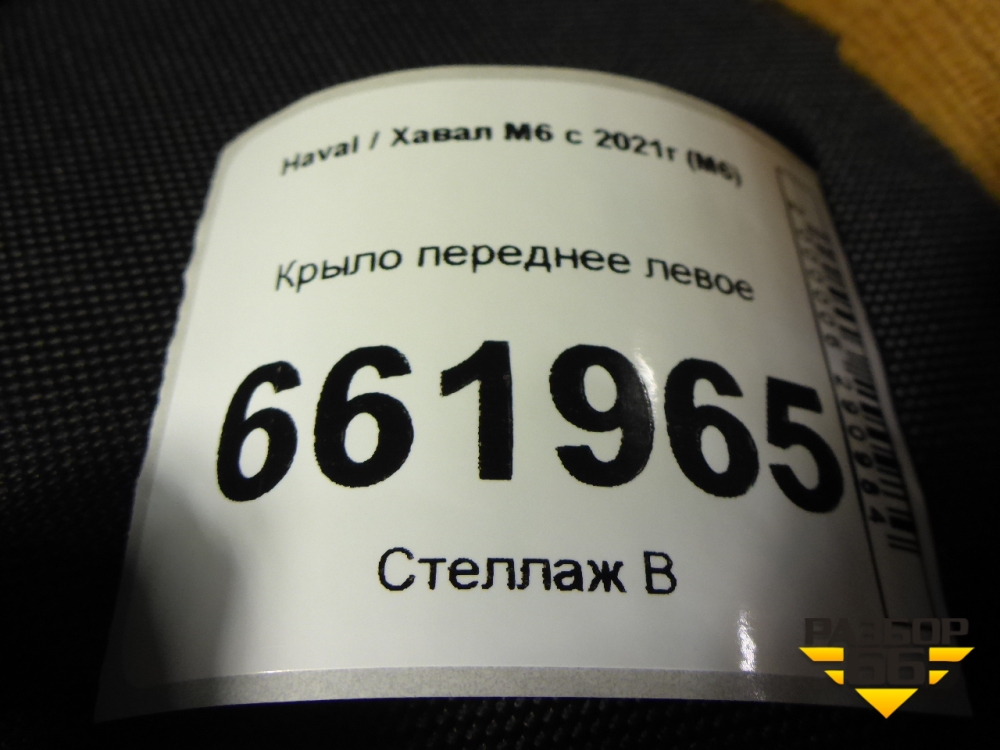 Haval / Хавал М6 с 2021г (М6)
Крыло переднее левое
661965
Стеллаж В
РАЗБОР
66